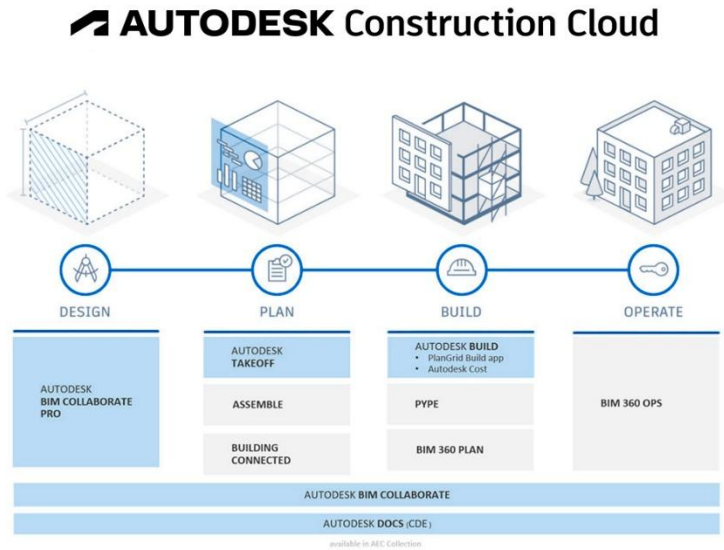 AUTODESK Construction Cloud
DESIGN
PLAN
BUILD
OPERATE
AUTODESK
BIM COLLABORATE
PRO
AUTODESK
TAKEOFF
ASSEMBLE
BUILDING
CONNECTED
AUTODESK BUILD
• PlanGrid Build app
• Autodesk Cost
PYPE
BIM 360 PLAN
BIM 360 OPS
AUTODESK BIM COLLABORATE
AUTODESK DOCS (CDE)
available in AEC Collection